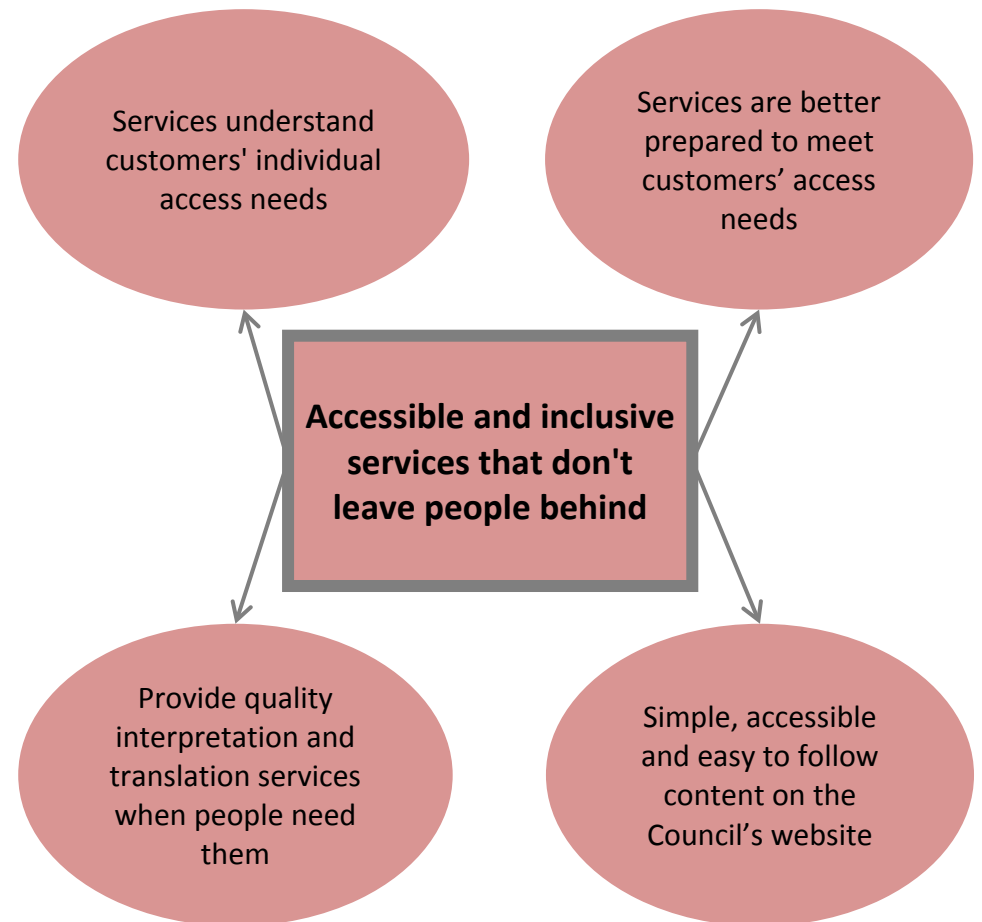 Services understand
customers' individual
access needs
Services are better
prepared to meet
customers’ access
needs
Accessible and inclusive
services that don't
leave people behind
Provide quality
interpretation and
translation services
when people need
them
Simple, accessible
and easy to follow
content on the
Council’s website